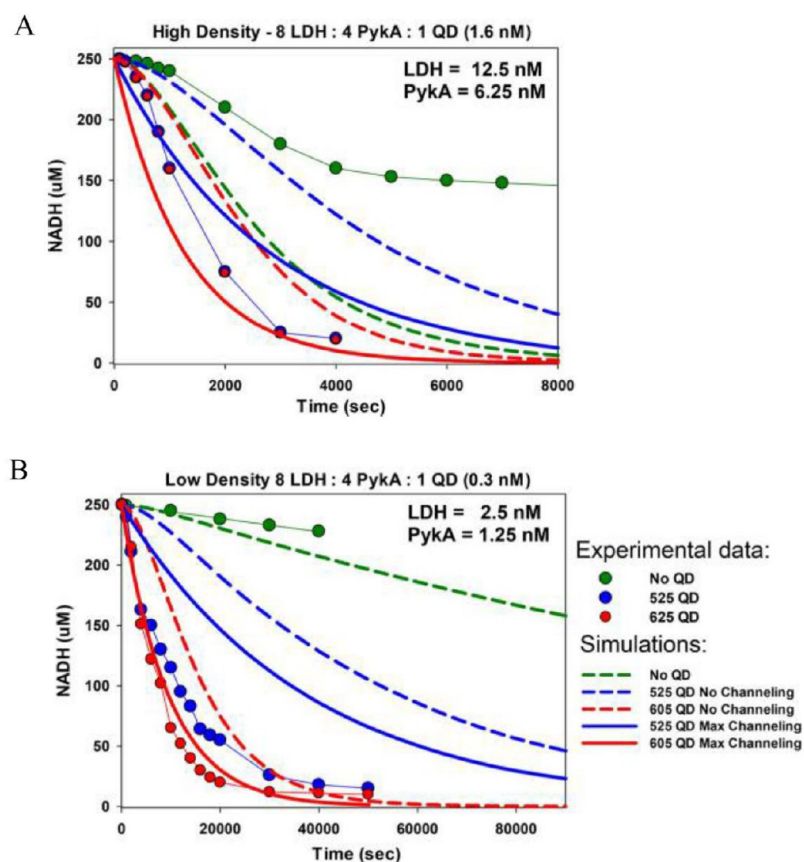 A
High Density - 8 LDH : 4 PykA : 1 QD (1.6 nM)
LDH = 12.5 nM
PykA = 6.25 nM
NADH (uM)
300
250
200
150
100
50
0
0 2000 4000 6000 8000
Time (sec)
B
Low Density 8 LDH : 4 PykA : 1 QD (0.3 nM)
LDH = 2.5 nM
PykA = 1.25 nM
NADH (uM)
250
200
150
100
50
0
0 20000 40000 60000 80000
Time (sec)
Experimental data:
No QD
525 QD
625 QD
Simulations:
No QD
525 QD No Channeling
605 QD No Channeling
525 QD Max Channeling
605 QD Max Channeling